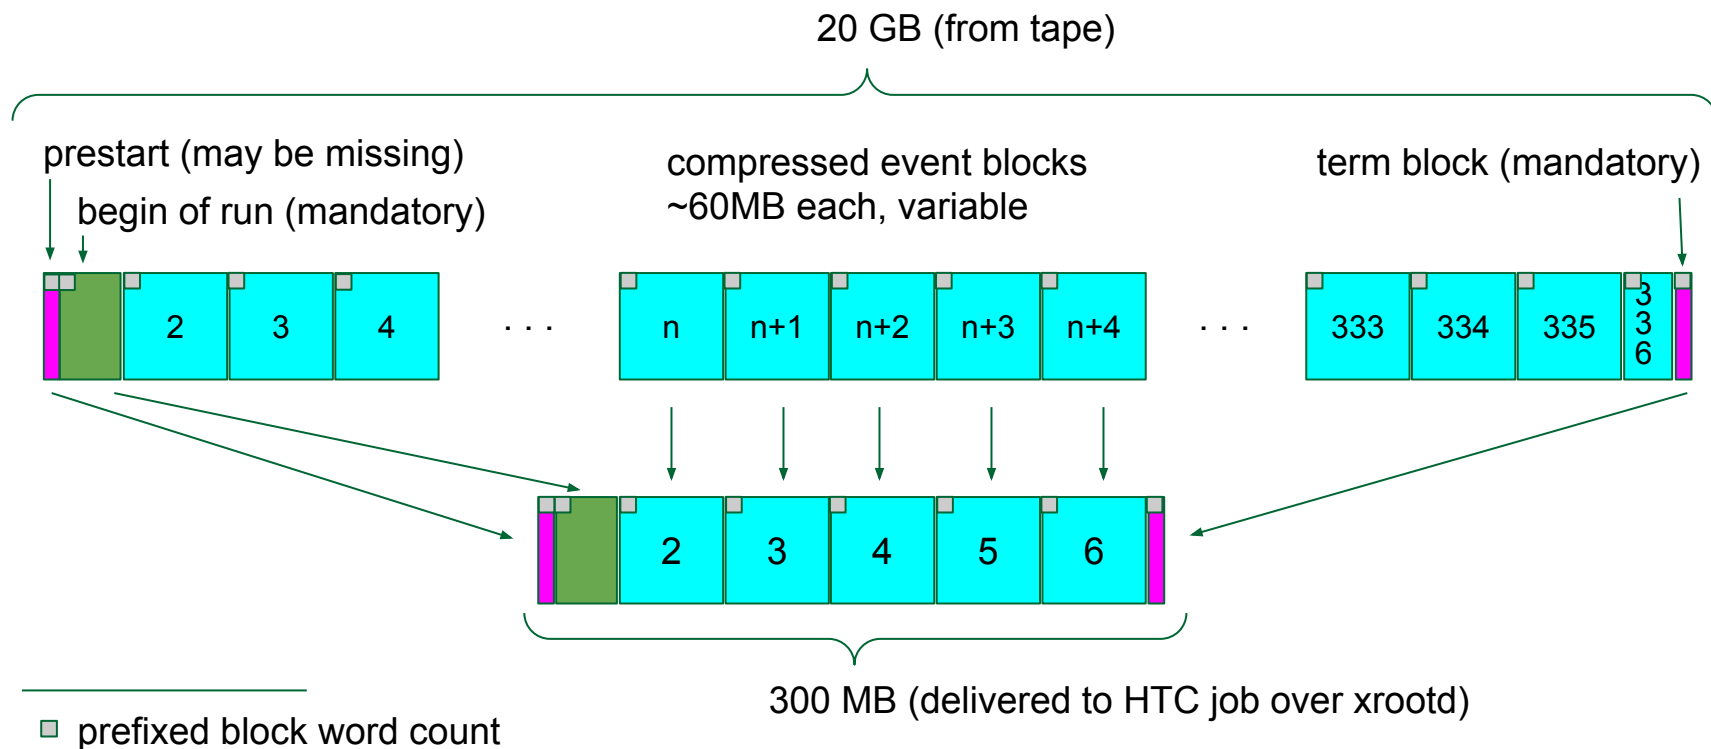 20 GB (from tape)
prestart (may be missing)
begin of run (mandatory)
compressed event blocks
~60MB each, variable
term block (mandatory)
2
3
4
. . .
n
n+1
n+2
n+3
n+4
. . .
333
334
335
3
3
6
2
3
4
5
6
300 MB (delivered to HTC job over xrootd)
prefixed block word count